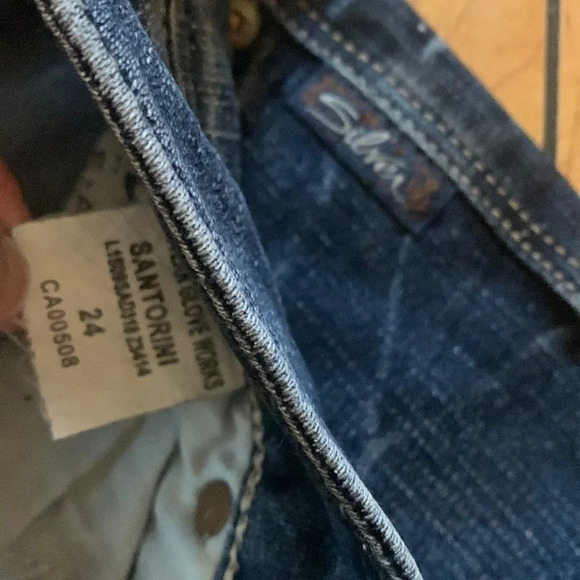 GLOVE WORKS
SANTORINI
24
CA00508
Silver